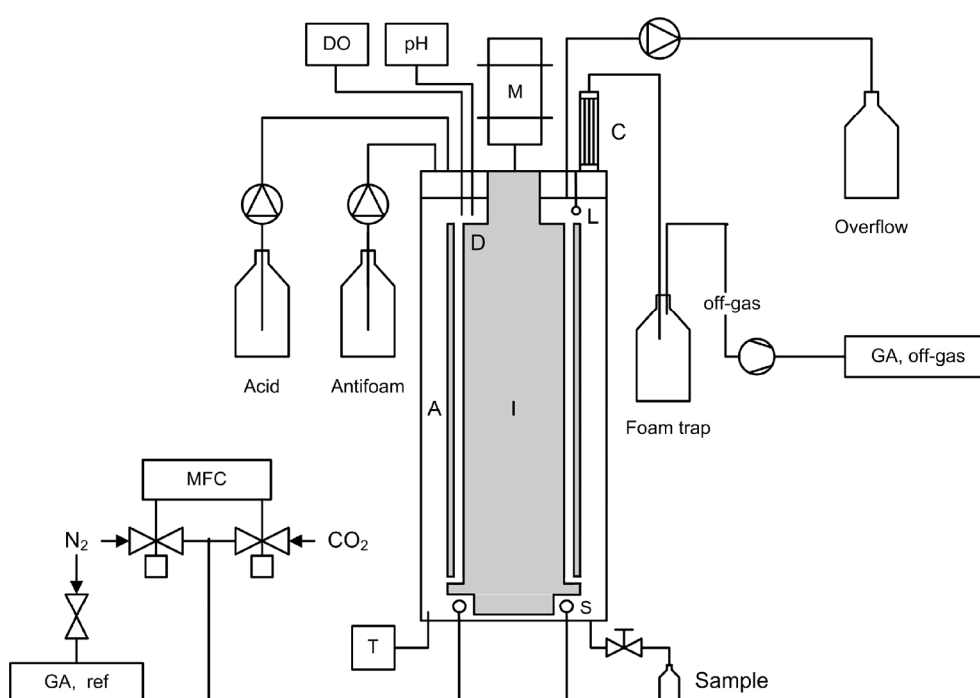 DO
pH
M
C
Overflow
L
D
off-gas
GA, off-gas
Acid
Antifoam
A
I
Foam trap
MFC
N₂
CO₂
S
T
GA, ref
Sample